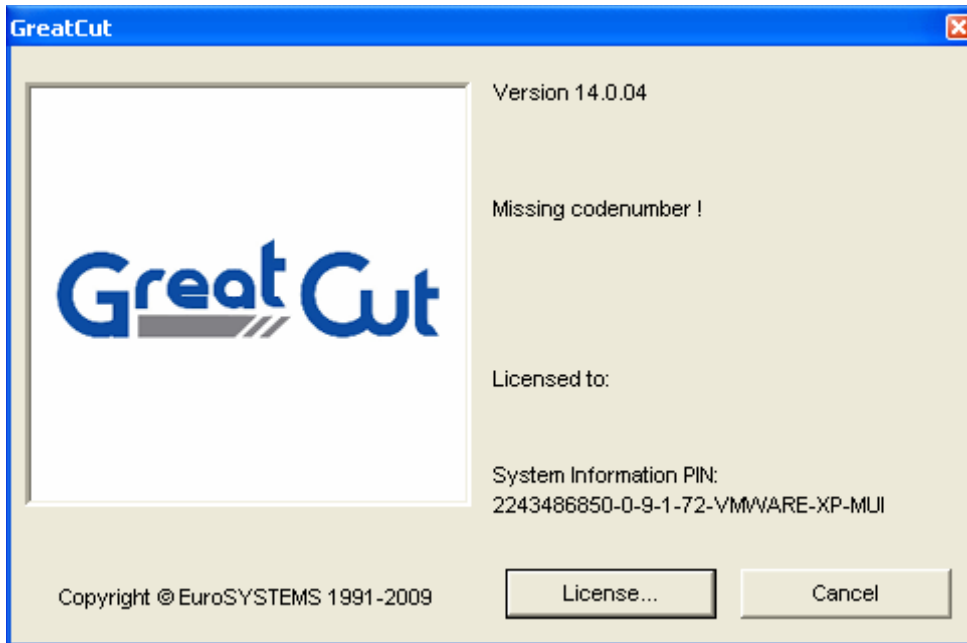 GreatCut
Version 14.0.04
Missing codenumber !
Great Cut
Licensed to:
System Information PIN:
2243486850-0-9-1-72-VMWARE-XP-MUI
Copyright © EuroSYSTEMS 1991-2009
License...
Cancel